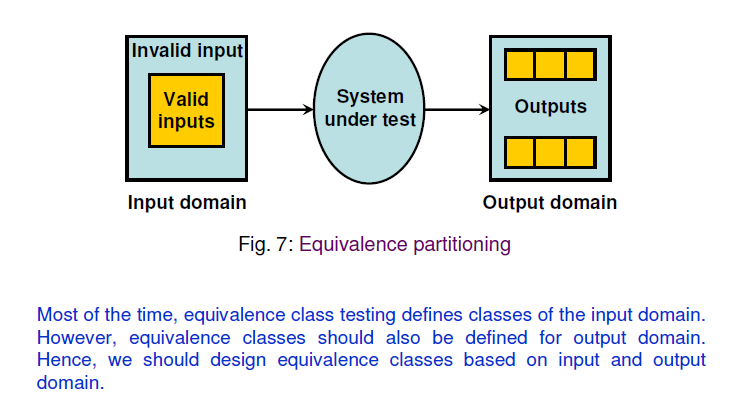 Invalid input
Valid
inputs
System
under test
Outputs
Input domain
Output domain
Fig. 7: Equivalence partitioning
Most of the time, equivalence class testing defines classes of the input domain.
However, equivalence classes should also be defined for output domain.
Hence, we should design equivalence classes based on input and output
domain.